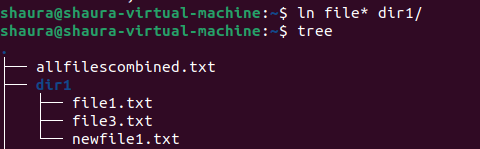 shaura@shaura-virtual-machine:~$ ln file* dir1/
shaura@shaura-virtual-machine:~$ tree
.
├── allfilescombined.txt
├── dir1
│   ├── file1.txt
│   ├── file3.txt
│   └── newfile1.txt